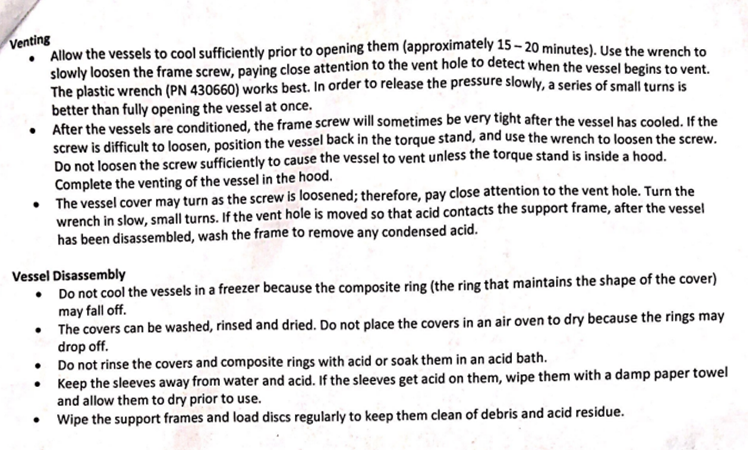 Venting
• Allow the vessels to cool sufficiently prior to opening them (approximately 15 – 20 minutes). Use the wrench to
slowly loosen the frame screw, paying close attention to the vent hole to detect when the vessel begins to vent.
The plastic wrench (PN 430660) works best. In order to release the pressure slowly, a series of small turns is
better than fully opening the vessel at once.
• After the vessels are conditioned, the frame screw will sometimes be very tight after the vessel has cooled. If the
screw is difficult to loosen, position the vessel back in the torque stand, and use the wrench to loosen the screw.
Do not loosen the screw sufficiently to cause the vessel to vent unless the torque stand is inside a hood.
Complete the venting of the vessel in the hood.
• The vessel cover may turn as the screw is loosened; therefore, pay close attention to the vent hole. Turn the
wrench in slow, small turns. If the vent hole is moved so that acid contacts the support frame, after the vessel
has been disassembled, wash the frame to remove any condensed acid.
Vessel Disassembly
• Do not cool the vessels in a freezer because the composite ring (the ring that maintains the shape of the cover)
may fall off.
• The covers can be washed, rinsed and dried. Do not place the covers in an air oven to dry because the rings may
drop off.
• Do not rinse the covers and composite rings with acid or soak them in an acid bath.
• Keep the sleeves away from water and acid. If the sleeves get acid on them, wipe them with a damp paper towel
and allow them to dry prior to use.
• Wipe the support frames and load discs regularly to keep them clean of debris and acid residue.